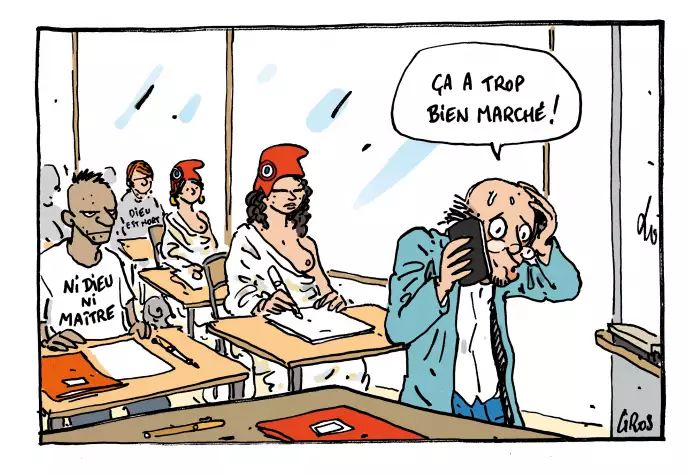 ÇA A TROP
BIEN MARCHÉ!
DIEU
EST MORT
NI DIEU
NI
MAÎTRE
GROS